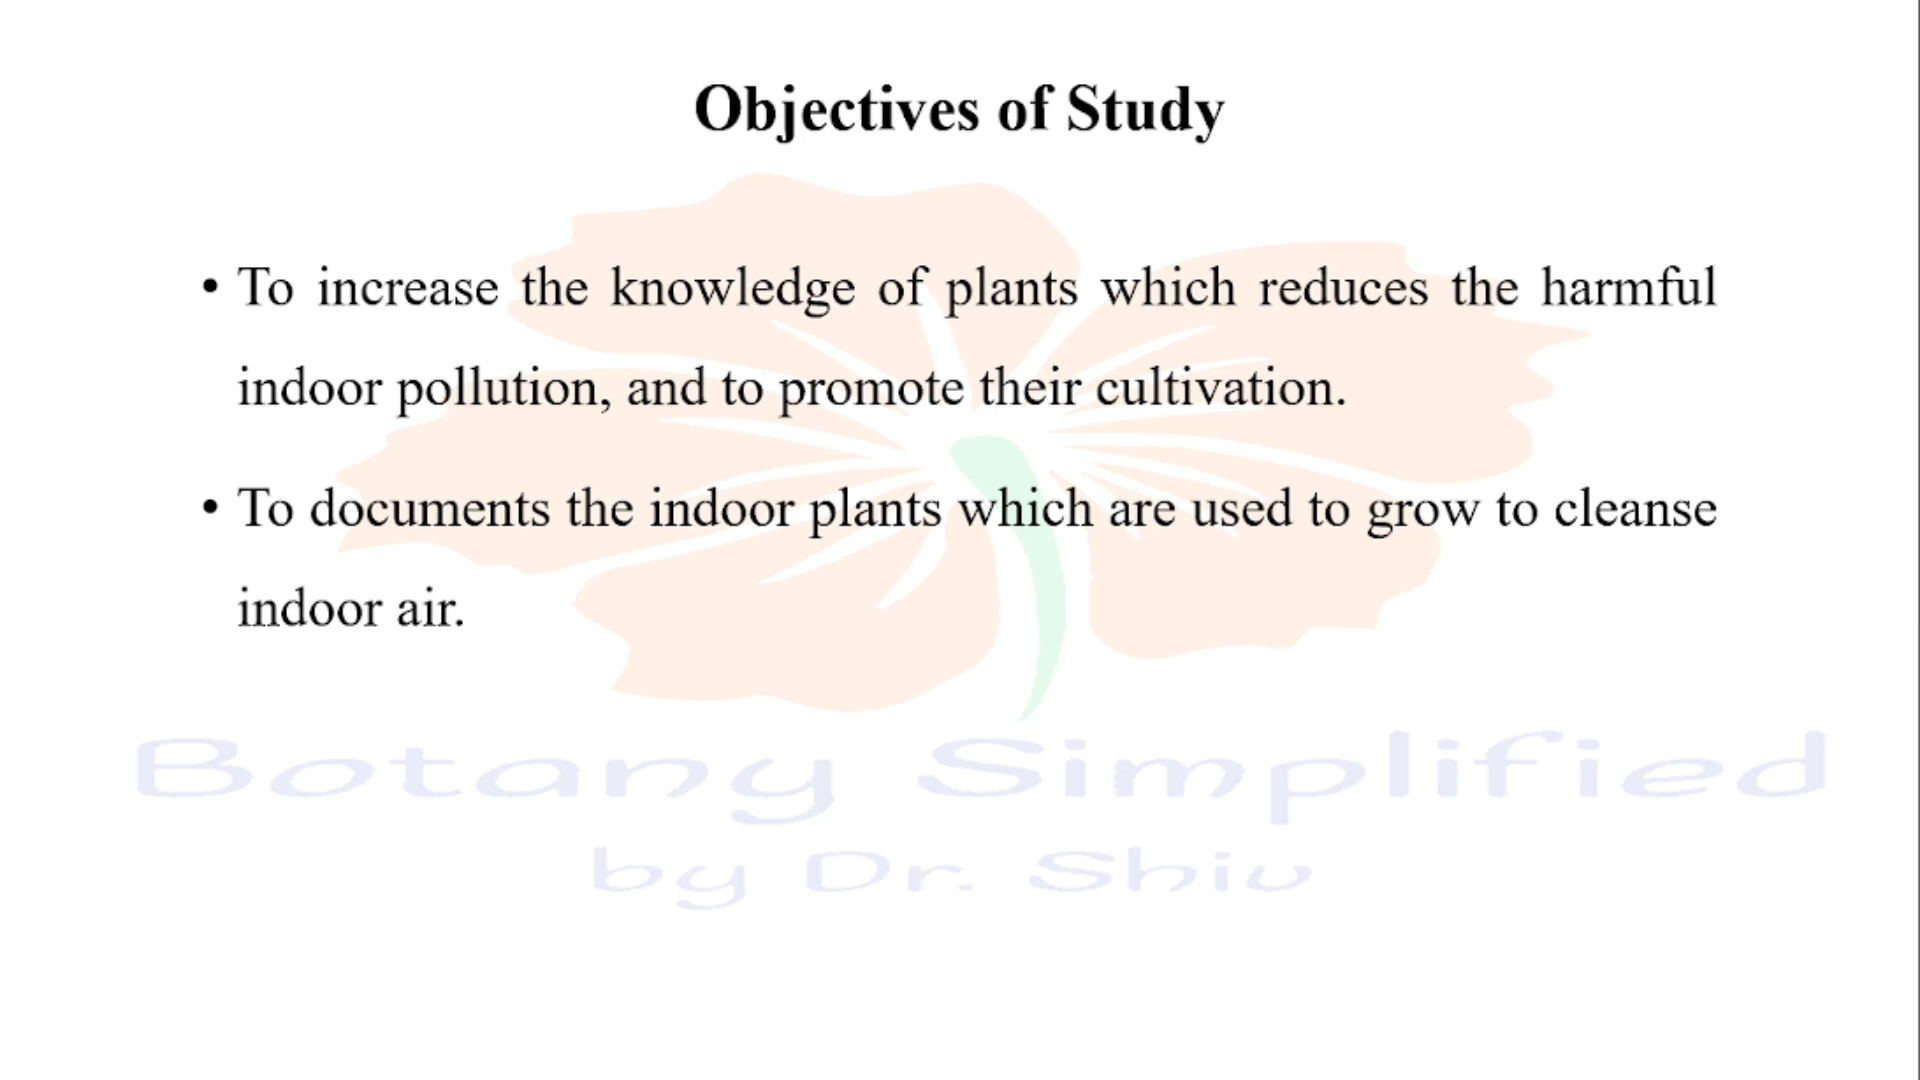 Objectives of Study
• To increase the knowledge of plants which reduces the harmful
indoor pollution, and to promote their cultivation.
• To documents the indoor plants which are used to grow to cleanse
indoor air.
Botany Simplified
by Dr. Shiv